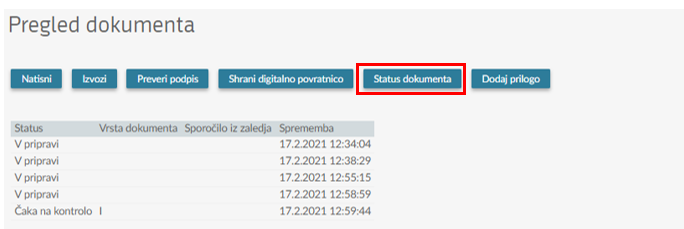 Pregled dokumenta
Natisni Izvozi Preveri podpis Shrani digitalno povratnico Status dokumenta Dodaj prilogo
Status Vrsta dokumenta Sporočilo iz zaledja Sprememba
V pripravi 17.2.2021 12:34:04
V pripravi 17.2.2021 12:38:29
V pripravi 17.2.2021 12:55:15
V pripravi 17.2.2021 12:58:59
Čaka na kontrolo I 17.2.2021 12:59:44